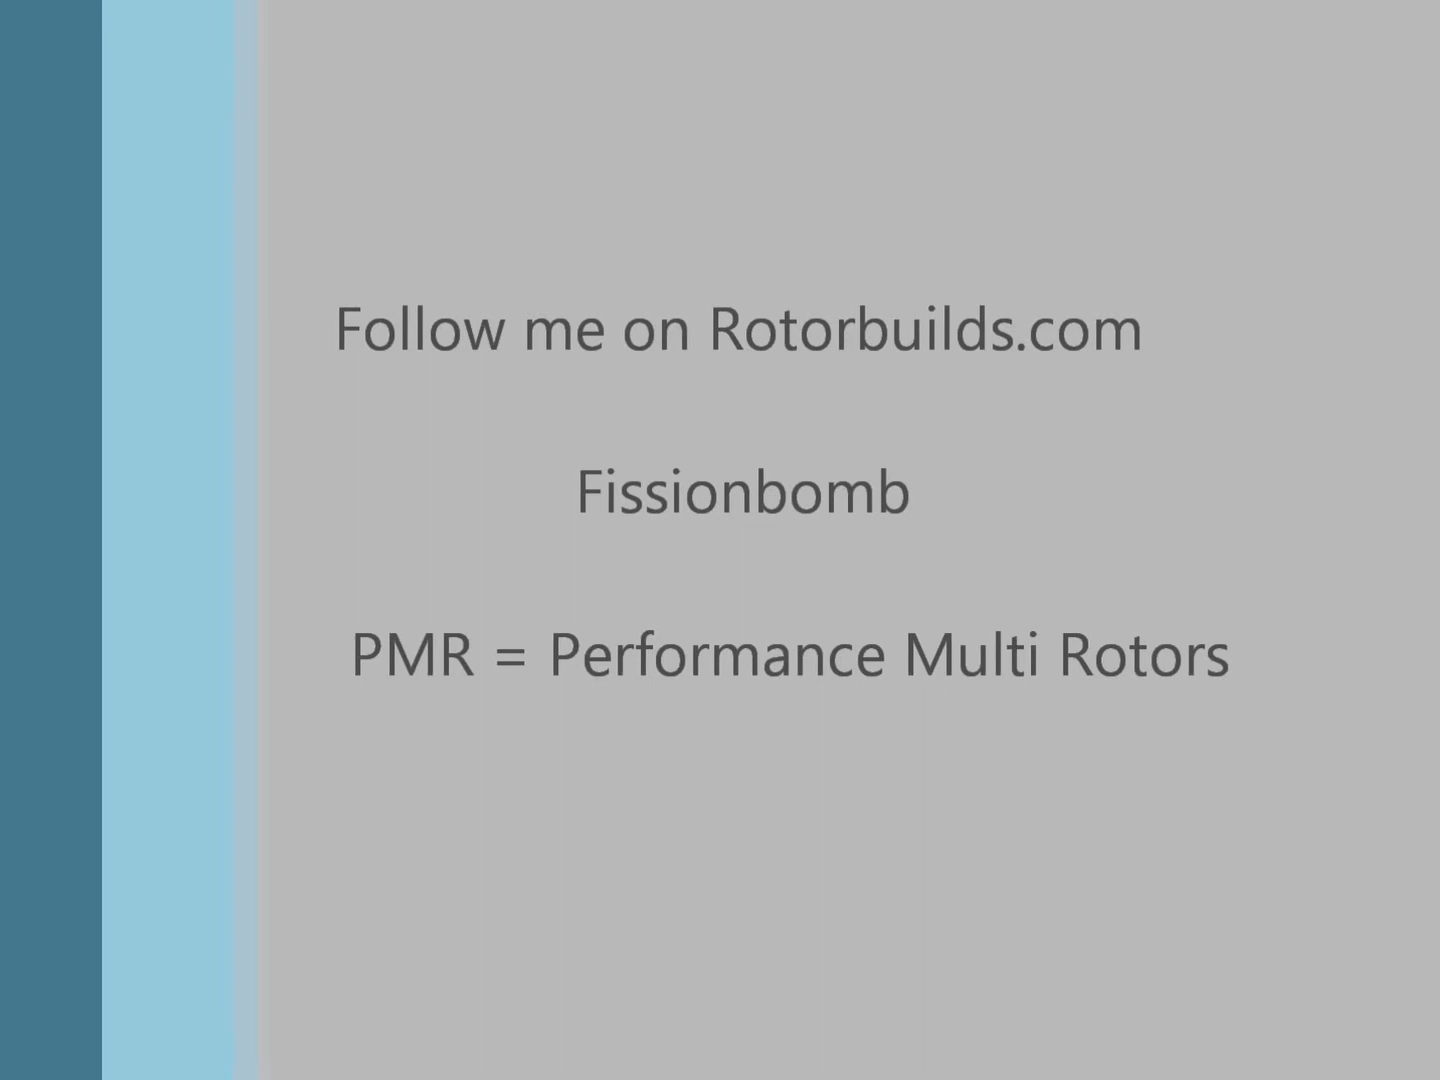 Follow me on Rotorbuilds.com
Fissionbomb
PMR = Performance Multi Rotors